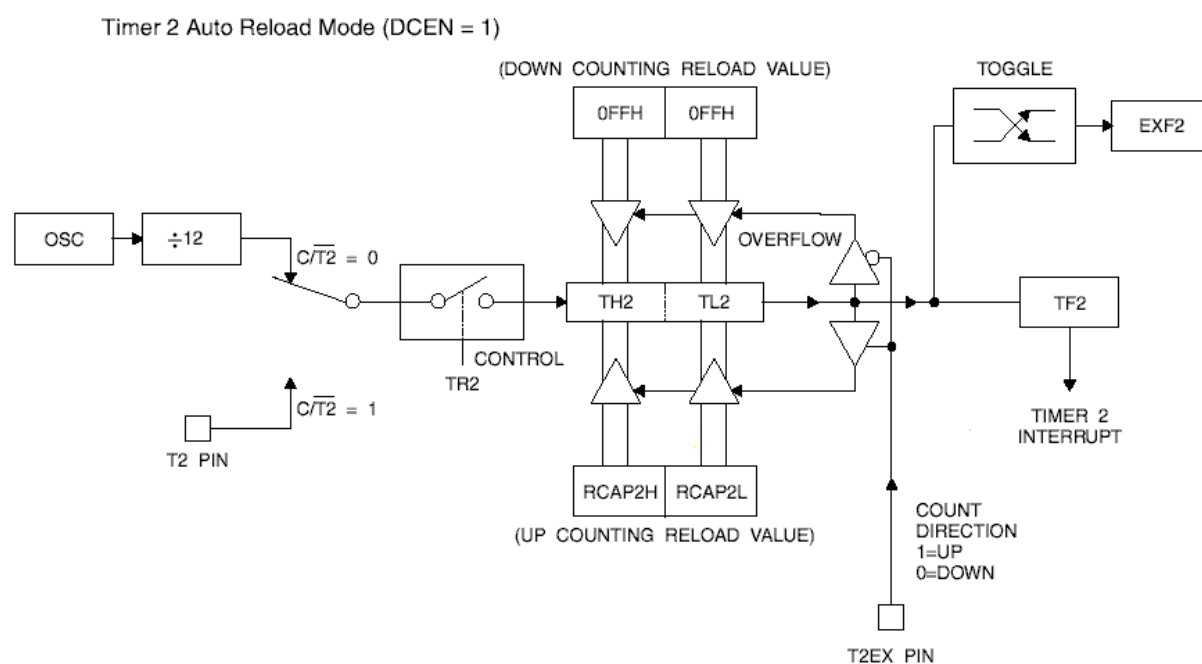 Timer 2 Auto Reload Mode (DCEN = 1)
(DOWN COUNTING RELOAD VALUE)
TOGGLE
0FFH
0FFH
EXF2
OSC
÷12
OVERFLOW
C/T2 = 0
TH2
TL2
TF2
CONTROL
TR2
C/T2 = 1
TIMER 2
INTERRUPT
T2 PIN
RCAP2H
RCAP2L
(UP COUNTING RELOAD VALUE)
COUNT
DIRECTION
1=UP
0=DOWN
T2EX PIN